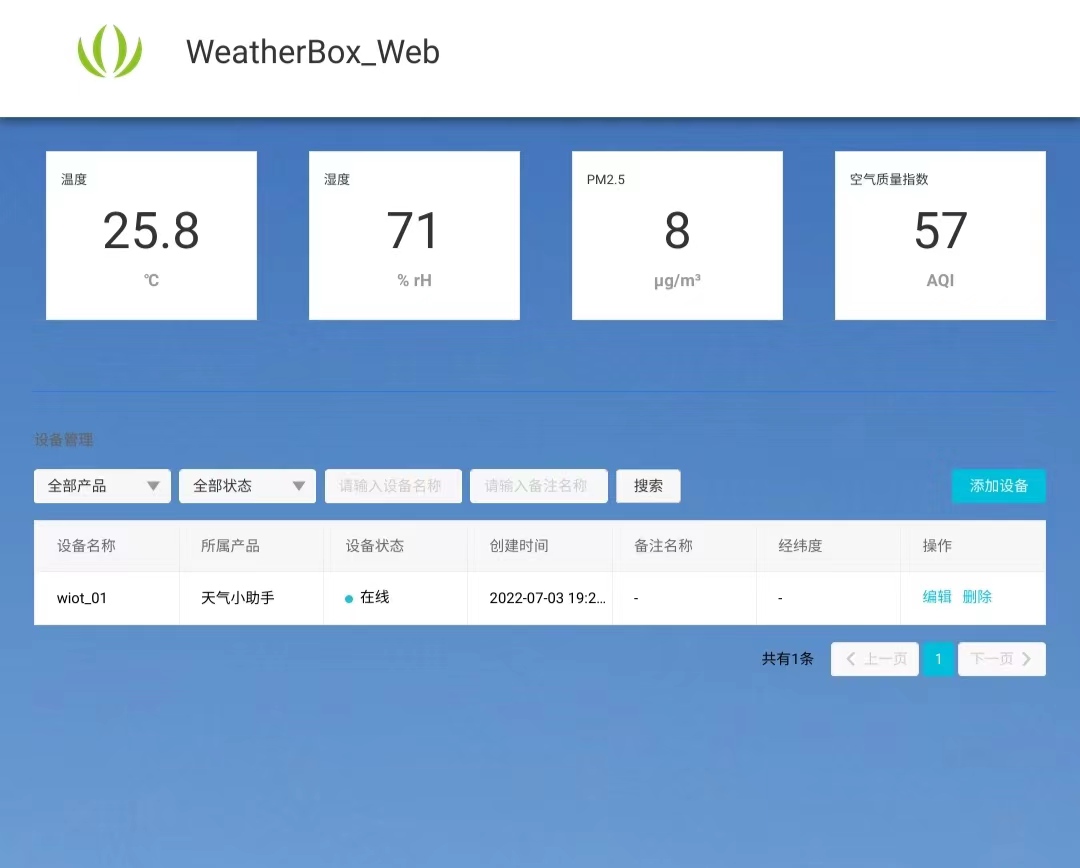 WeatherBox_Web
温度
25.8
℃
湿度
71
% rH
PM2.5
8
μg/m³
空气质量指数
57
AQI
设备管理
全部产品 全部状态 请输入设备名称 请输入备注名称 搜索 添加设备
设备名称 所属产品 设备状态 创建时间 备注名称 经纬度 操作
wiot_01 天气小助手 在线 2022-07-03 19:2... - - 编辑 删除
共有1条 上一页 1 下一页